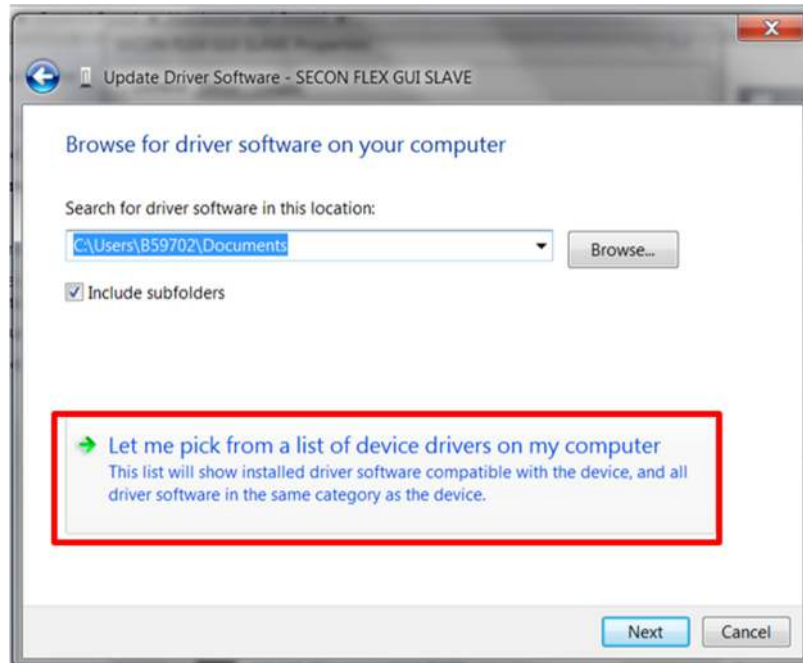 Update Driver Software - SECON FLEX GUI SLAVE
Browse for driver software on your computer
Search for driver software in this location:
C:\Users\B59702\Documents
Browse...
Include subfolders
Let me pick from a list of device drivers on my computer
This list will show installed driver software compatible with the device, and all
driver software in the same category as the device.
Next
Cancel